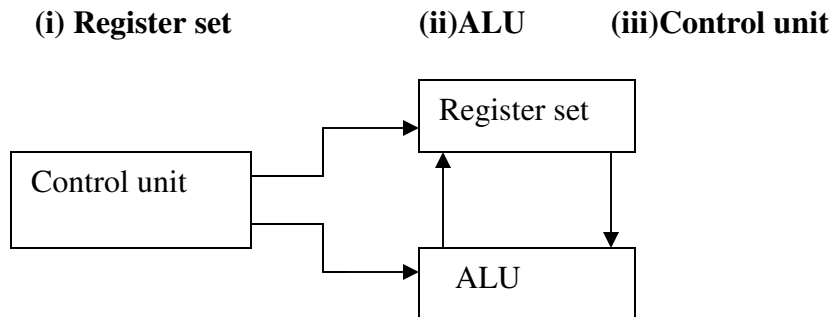 (i) Register set (ii)ALU (iii)Control unit
Register set
Control unit
ALU